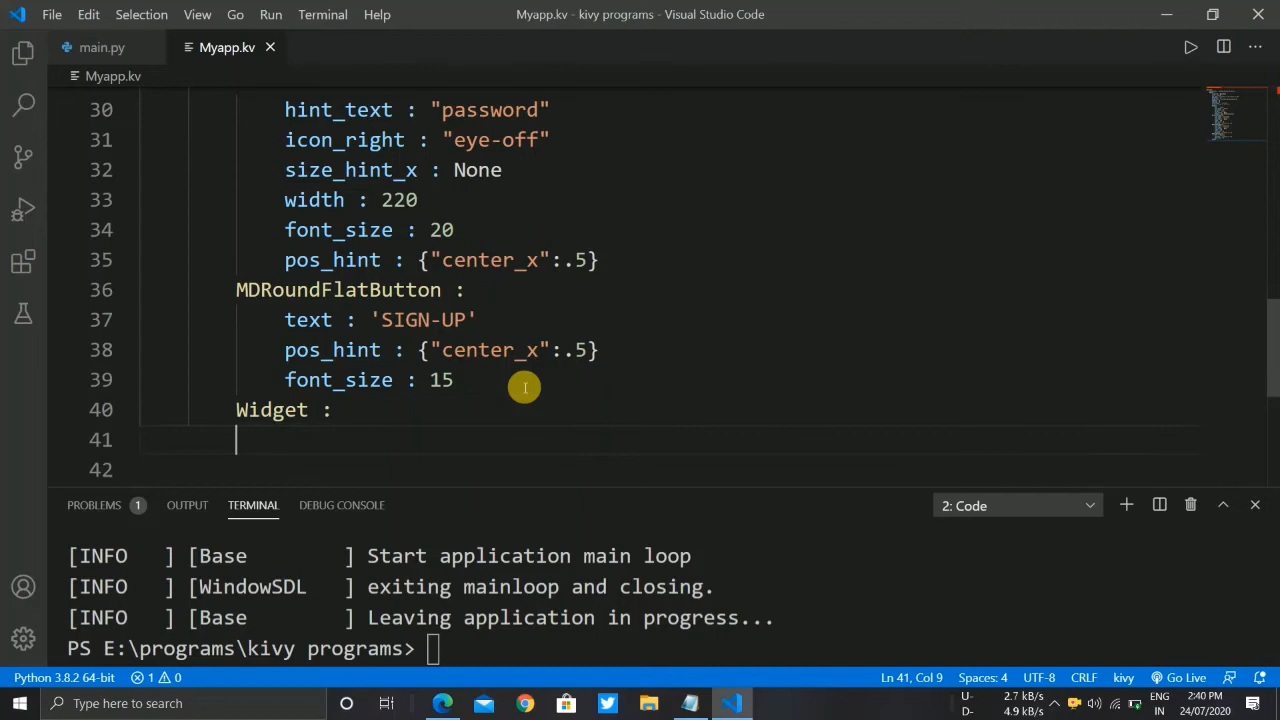 File Edit Selection View Go Run Terminal Help Myapp.kv - kivy programs - Visual Studio Code
main.py Myapp.kv
Myapp.kv
30 hint_text : "password"
31 icon_right : "eye-off"
32 size_hint_x : None
33 width : 220
34 font_size : 20
35 pos_hint : {"center_x":.5}
36 MDRoundFlatButton :
37 text : 'SIGN-UP'
38 pos_hint : {"center_x":.5}
39 font_size : 15
40 Widget :
41
42
PROBLEMS 1 OUTPUT TERMINAL DEBUG CONSOLE 2: Code
[INFO   ] [Base        ] Start application main loop
[INFO   ] [WindowSDL   ] exiting mainloop and closing.
[INFO   ] [Base        ] Leaving application in progress...
PS E:\programs\kivy programs>
Python 3.8.2 64-bit 1 0 Ln 41, Col 9 Spaces: 4 UTF-8 CRLF kivy Go Live
Type here to search U- 2.7 kB/s ENG 2:40 PM
D- 4.9 kB/s IN 24/07/2020